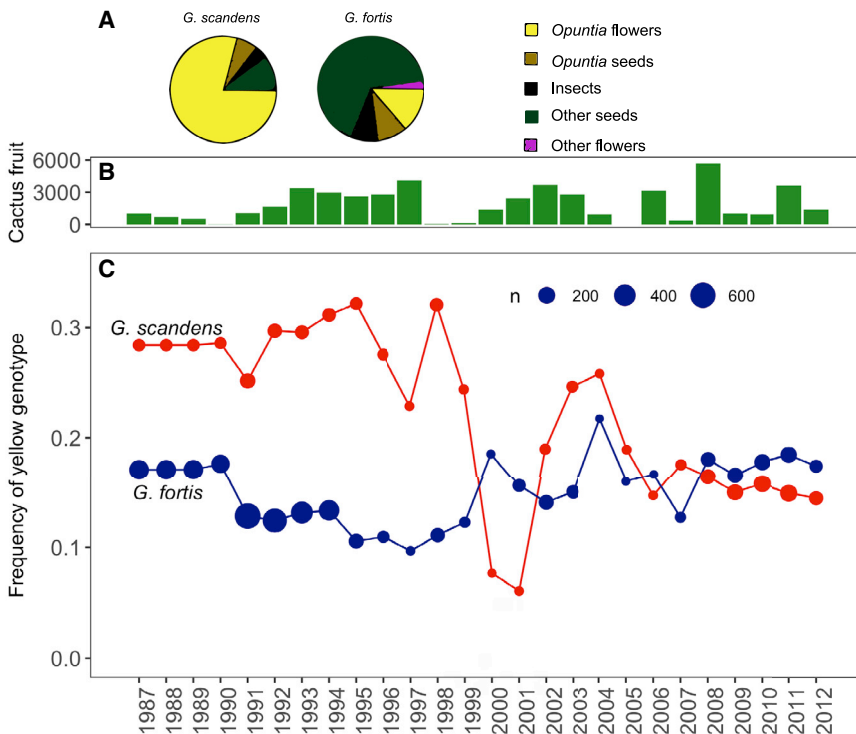 A
G. scandens
G. fortis
Opuntia flowers
Opuntia seeds
Insects
Other seeds
Other flowers
B
Cactus fruit
6000
3000
0
C
n 200 400 600
G. scandens
G. fortis
Frequency of yellow genotype
0.3
0.2
0.1
0.0
1987 1988 1989 1990 1991 1992 1993 1994 1995 1996 1997 1998 1999 2000 2001 2002 2003 2004 2005 2006 2007 2008 2009 2010 2011 2012